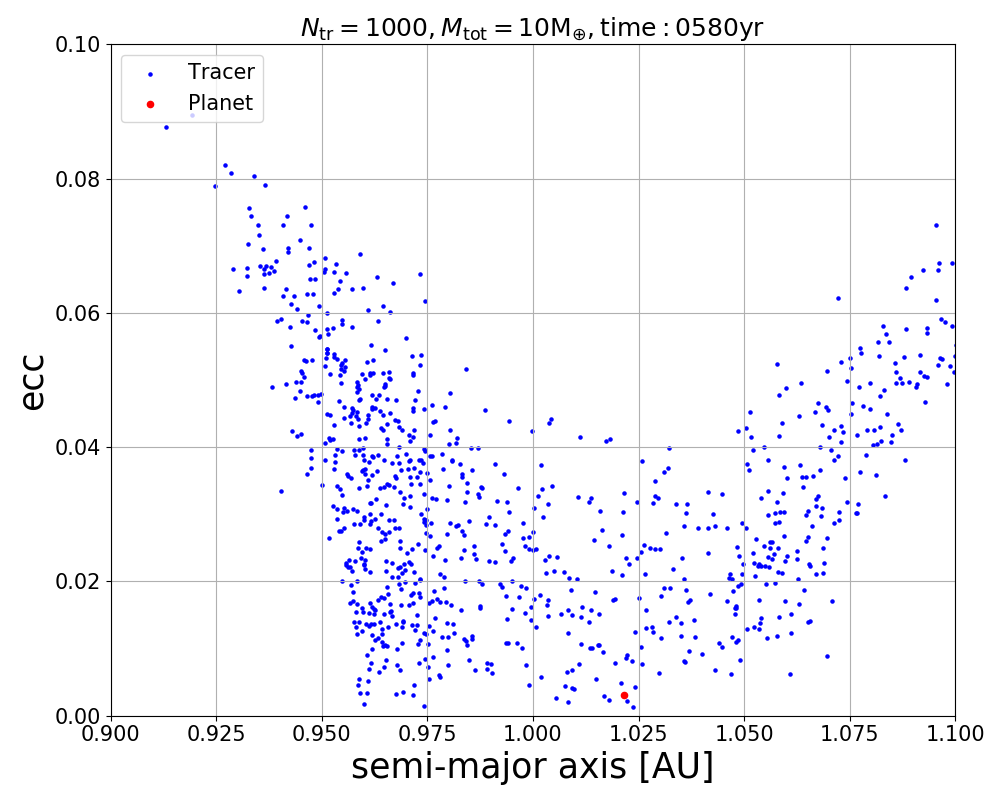 N_tr = 1000, M_tot = 10M_⊕, time : 0580yr
Tracer
Planet
ecc
0.10
0.08
0.06
0.04
0.02
0.00
0.900 0.925 0.950 0.975 1.000 1.025 1.050 1.075 1.100
semi-major axis [AU]